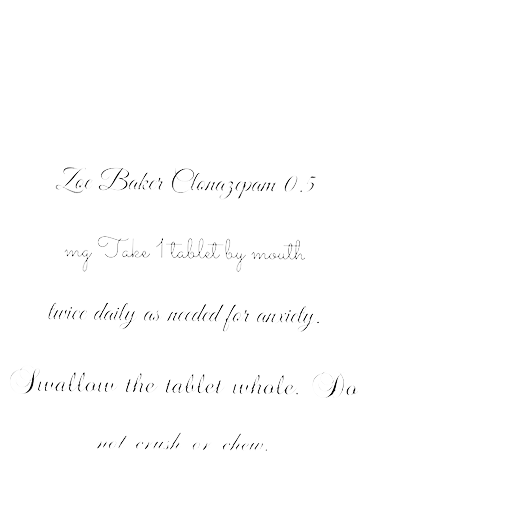 Zoe Baker Clonazepam 0.5
mg Take 1 tablet by mouth
twice daily as needed for anxiety.
Swallow the tablet whole. Do
not crush or chew.